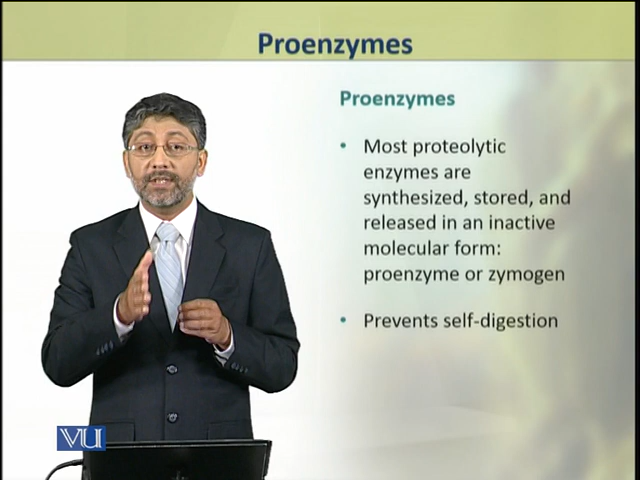 Proenzymes
Proenzymes
• Most proteolytic
enzymes are
synthesized, stored, and
released in an inactive
molecular form:
proenzyme or zymogen
• Prevents self-digestion
VU